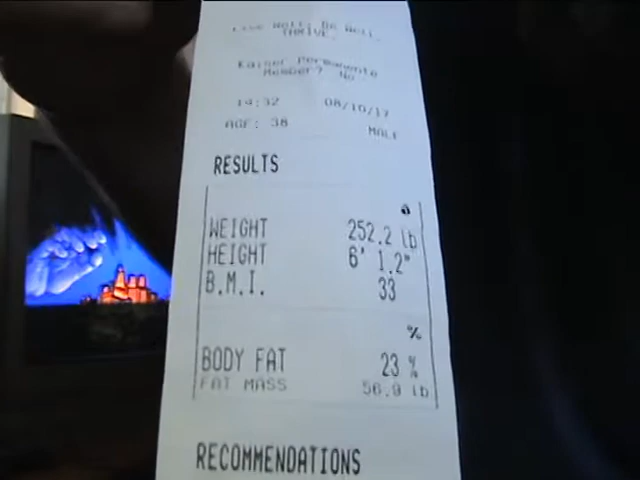 Live Well. Be Well.
THRIVE.
Kaiser Permanente
Member? No
14:32 08/10/17
AGE: 38 MALE
RESULTS
WEIGHT 252.2 lb
HEIGHT 6' 1.2"
B.M.I. 33
%
BODY FAT 23 %
FAT MASS 56.9 lb
RECOMMENDATIONS